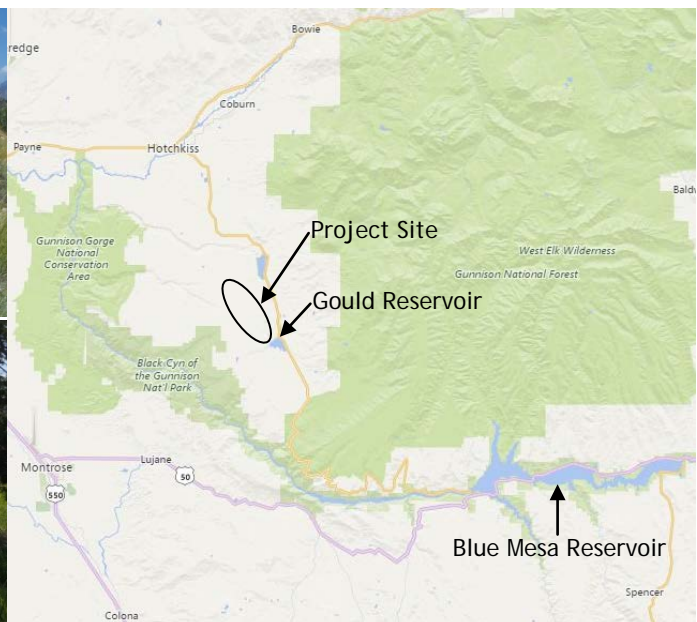 Bowie
redge
Coburn
Payne
Hotchkiss
Baldw
Project Site
Gunnison Gorge
National
Conservation
Area
West Elk Wilderness
Gunnison National Forest
Gould Reservoir
Black Cyn of
the Gunnison
Nat'l Park
Montrose
Lujane
50
550
Blue Mesa Reservoir
Spencer
Colona